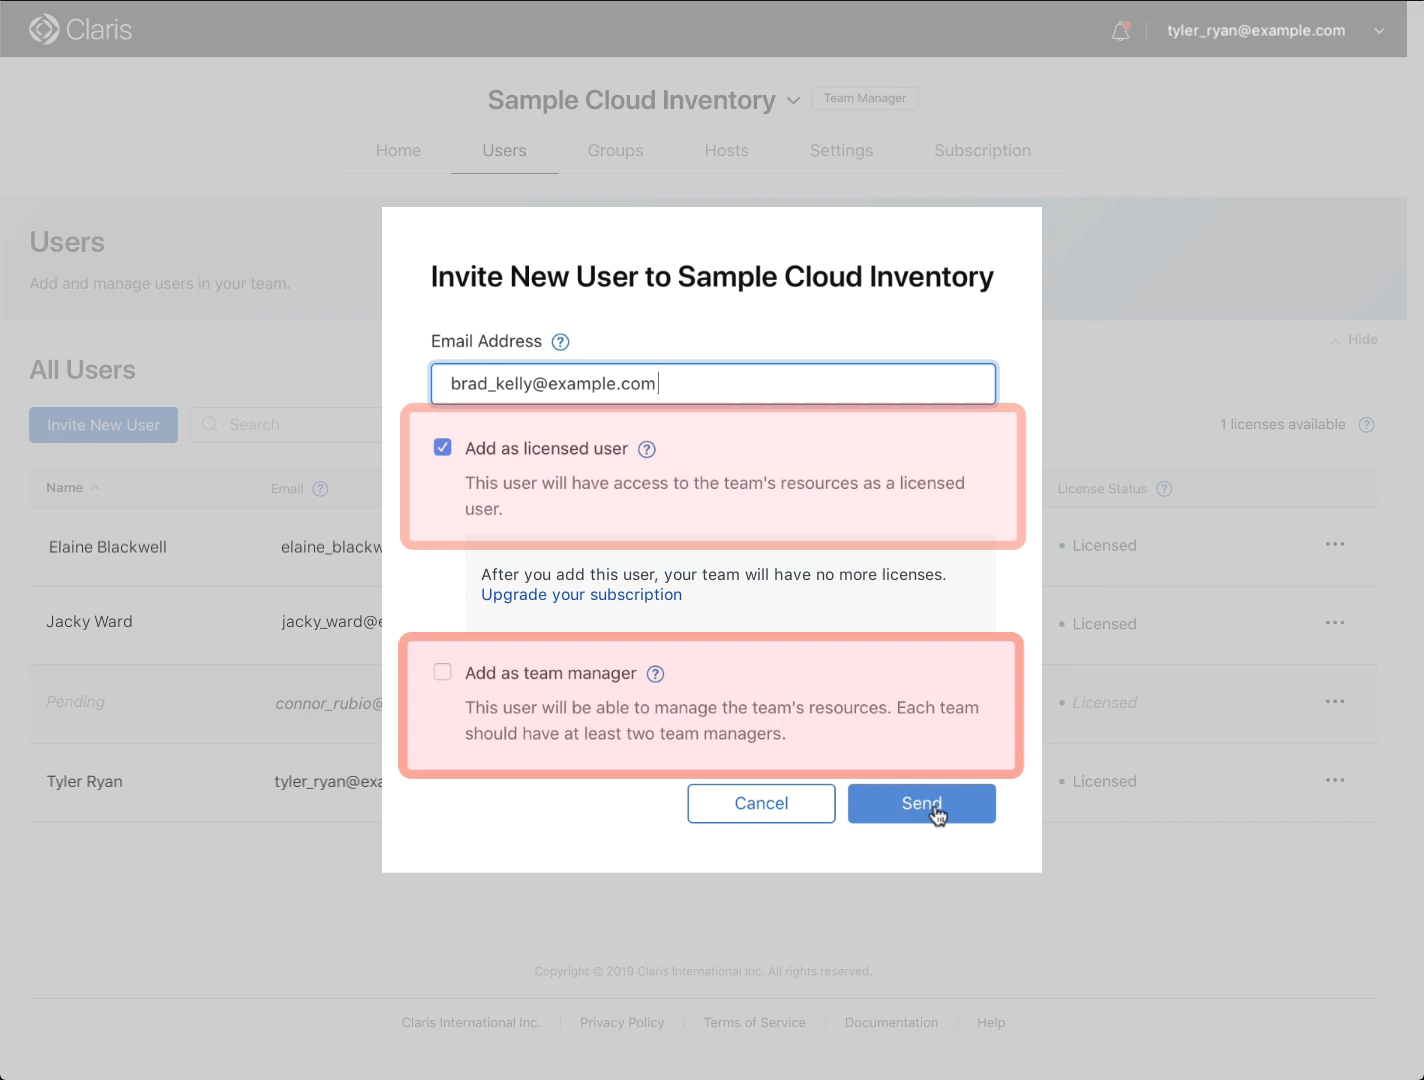 Claris
tyler_ryan@example.com
Sample Cloud Inventory
Team Manager
Home Users Groups Hosts Settings Subscription
Users
Add and manage users in your team.
Hide
All Users
Invite New User
Search
1 licenses available ?
Name Email ? License Status ?
Elaine Blackwell elaine_blackw Licensed
Jacky Ward jacky_ward@e Licensed
Pending connor_rubio@ Licensed
Tyler Ryan tyler_ryan@exa Licensed
Invite New User to Sample Cloud Inventory
Email Address ?
brad_kelly@example.com
Add as licensed user ?
This user will have access to the team's resources as a licensed
user.
After you add this user, your team will have no more licenses.
Upgrade your subscription
Add as team manager ?
This user will be able to manage the team's resources. Each team
should have at least two team managers.
Cancel Send
Copyright © 2019 Claris International Inc. All rights reserved.
Claris International Inc. Privacy Policy Terms of Service Documentation Help